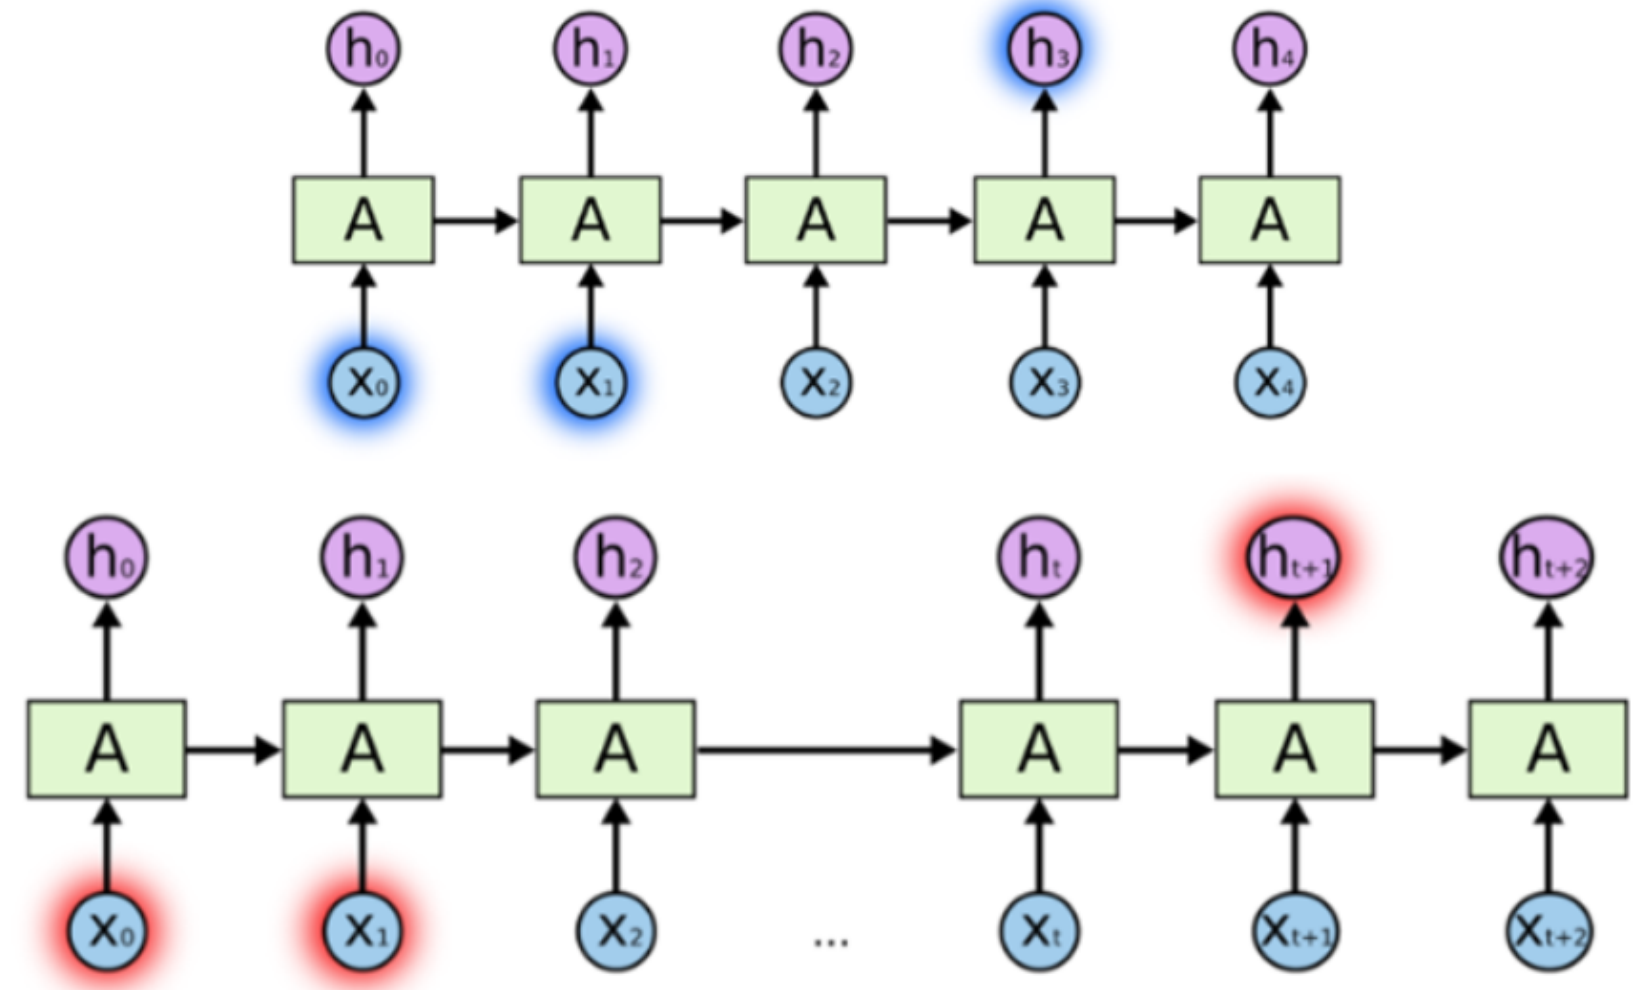 h₀ h₁ h₂ h₃ h₄
A A A A A
x₀ x₁ x₂ x₃ x₄
h₀ h₁ h₂ hₜ hₜ₊₁ hₜ₊₂
A A A A A A
x₀ x₁ x₂ ... xₜ xₜ₊₁ xₜ₊₂